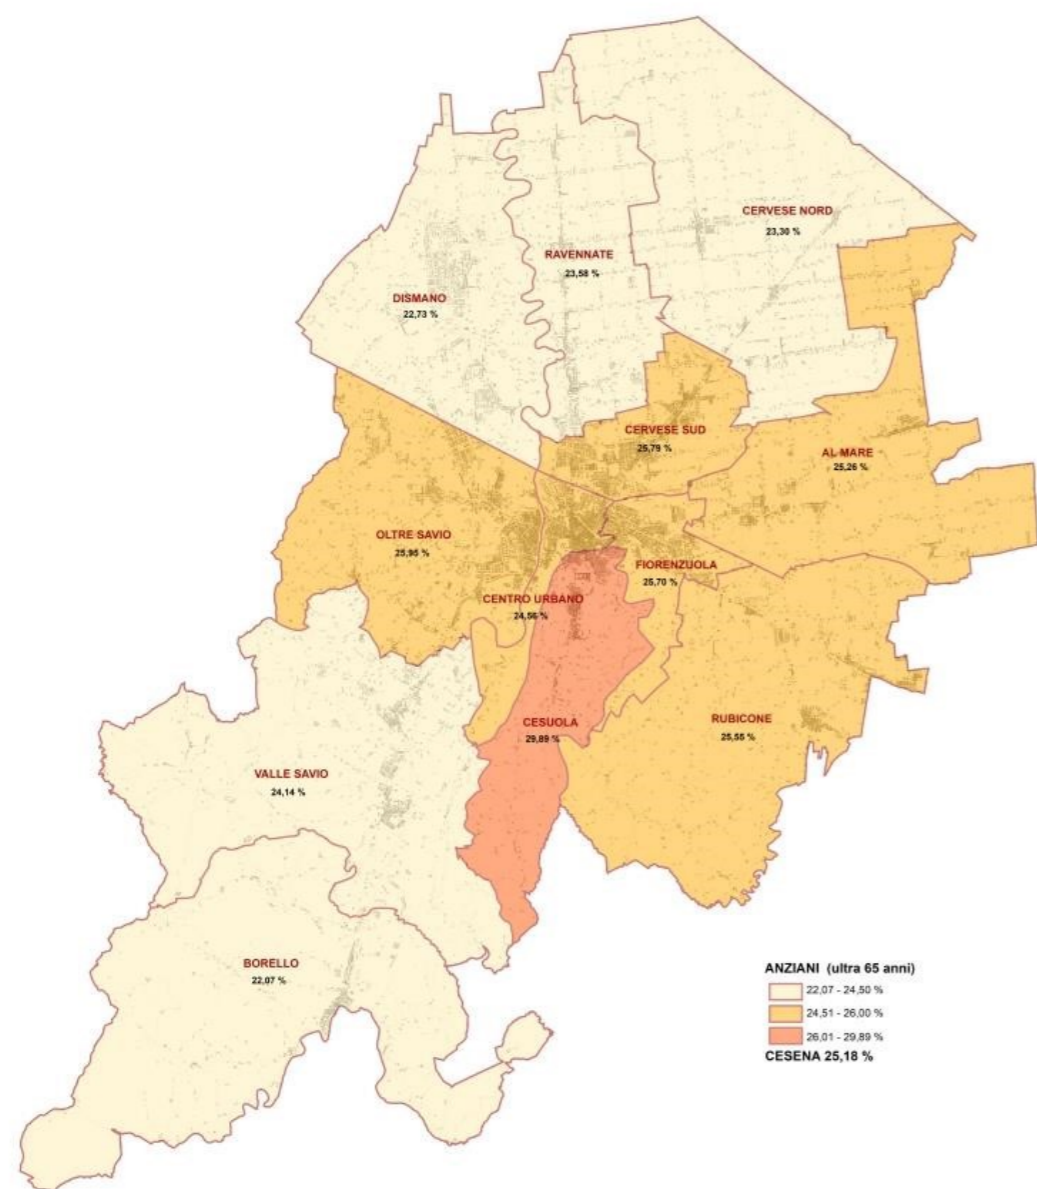 CERVESE NORD
23,30 %
RAVENNATE
23,58 %
DISMANO
22,73 %
CERVESE SUD
25,79 %
AL MARE
25,26 %
OLTRE SAVIO
25,95 %
FIORENZUOLA
25,70 %
CENTRO URBANO
24,56 %
CESUOLA
29,89 %
RUBICONE
25,55 %
VALLE SAVIO
24,14 %
BORELLO
22,07 %
ANZIANI (ultra 65 anni)
22,07 - 24,50 %
24,51 - 26,00 %
26,01 - 29,89 %
CESENA 25,18 %